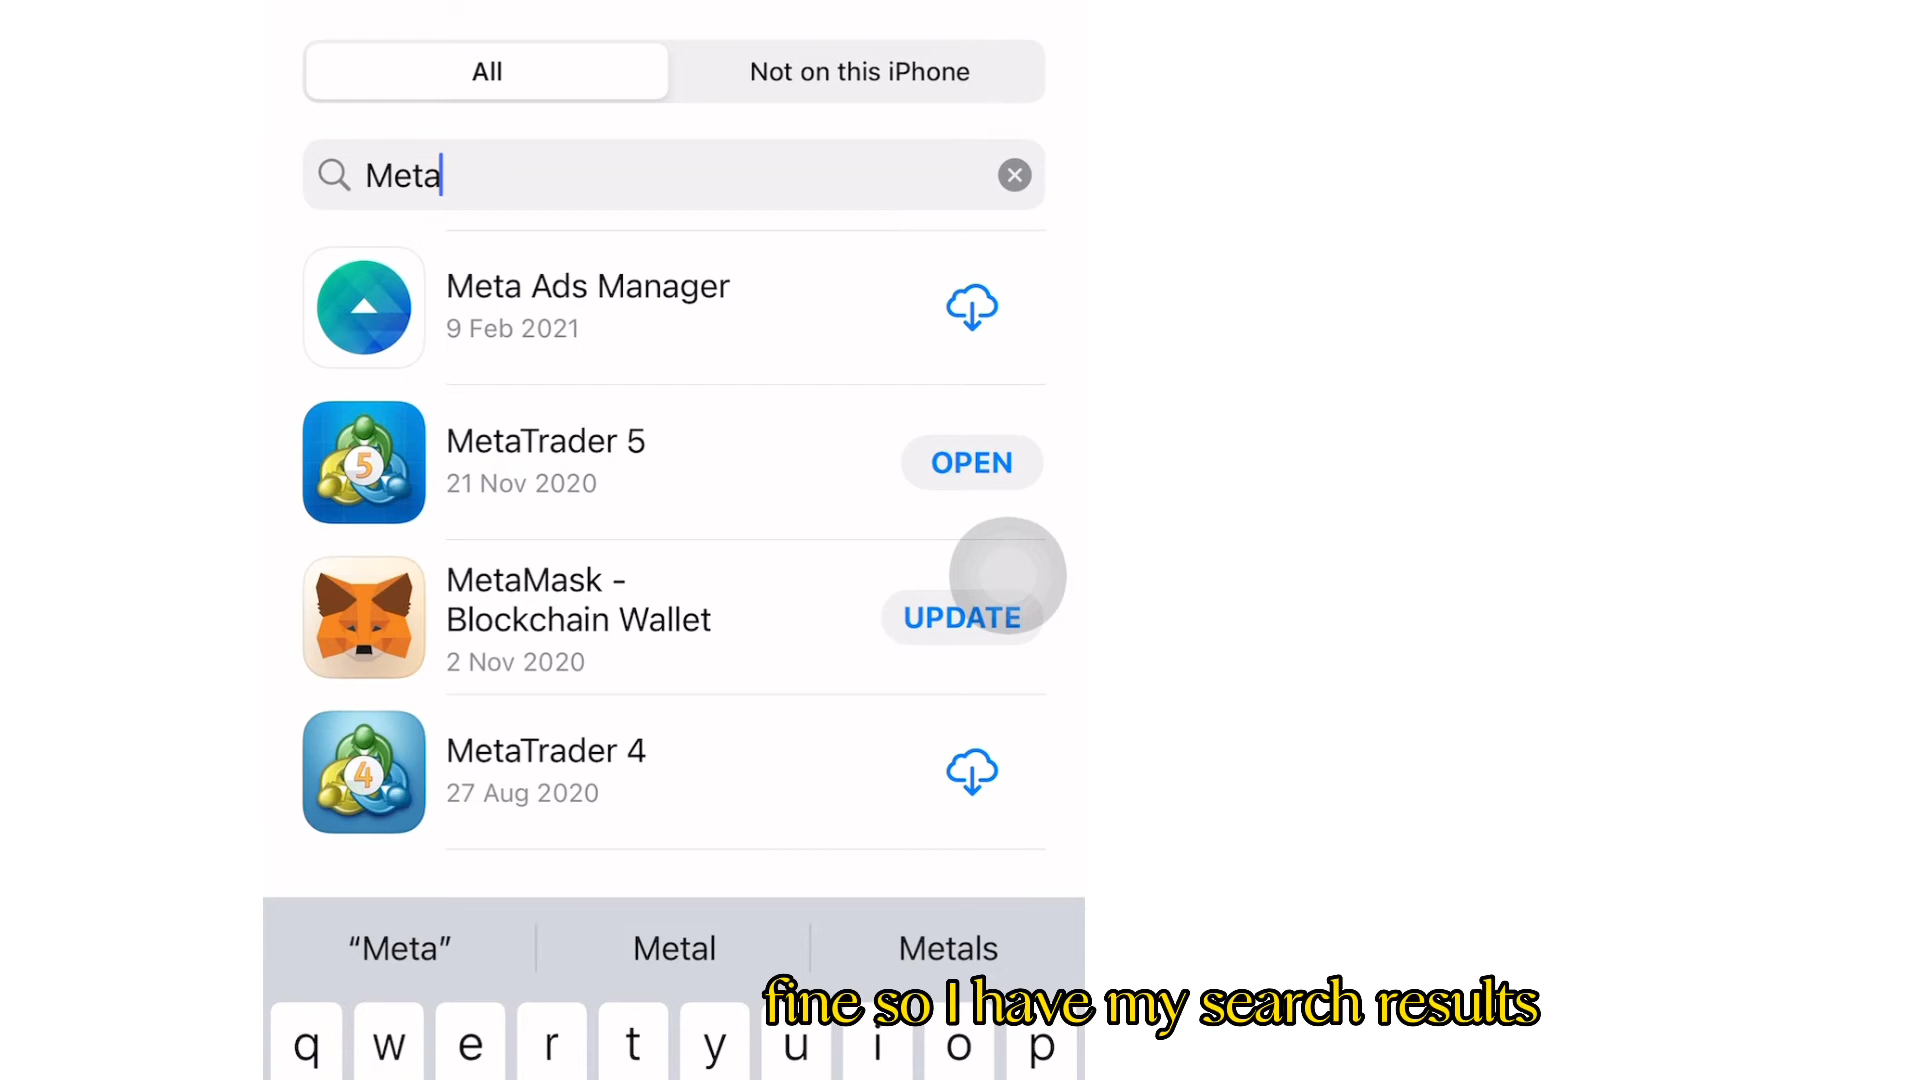 All
Not on this iPhone
Meta
Meta Ads Manager
9 Feb 2021
5
MetaTrader 5
21 Nov 2020
OPEN
MetaMask -
Blockchain Wallet
2 Nov 2020
UPDATE
4
MetaTrader 4
27 Aug 2020
“Meta”
Metal
Metals
fine so I have my search results
q w e r t y u i o p